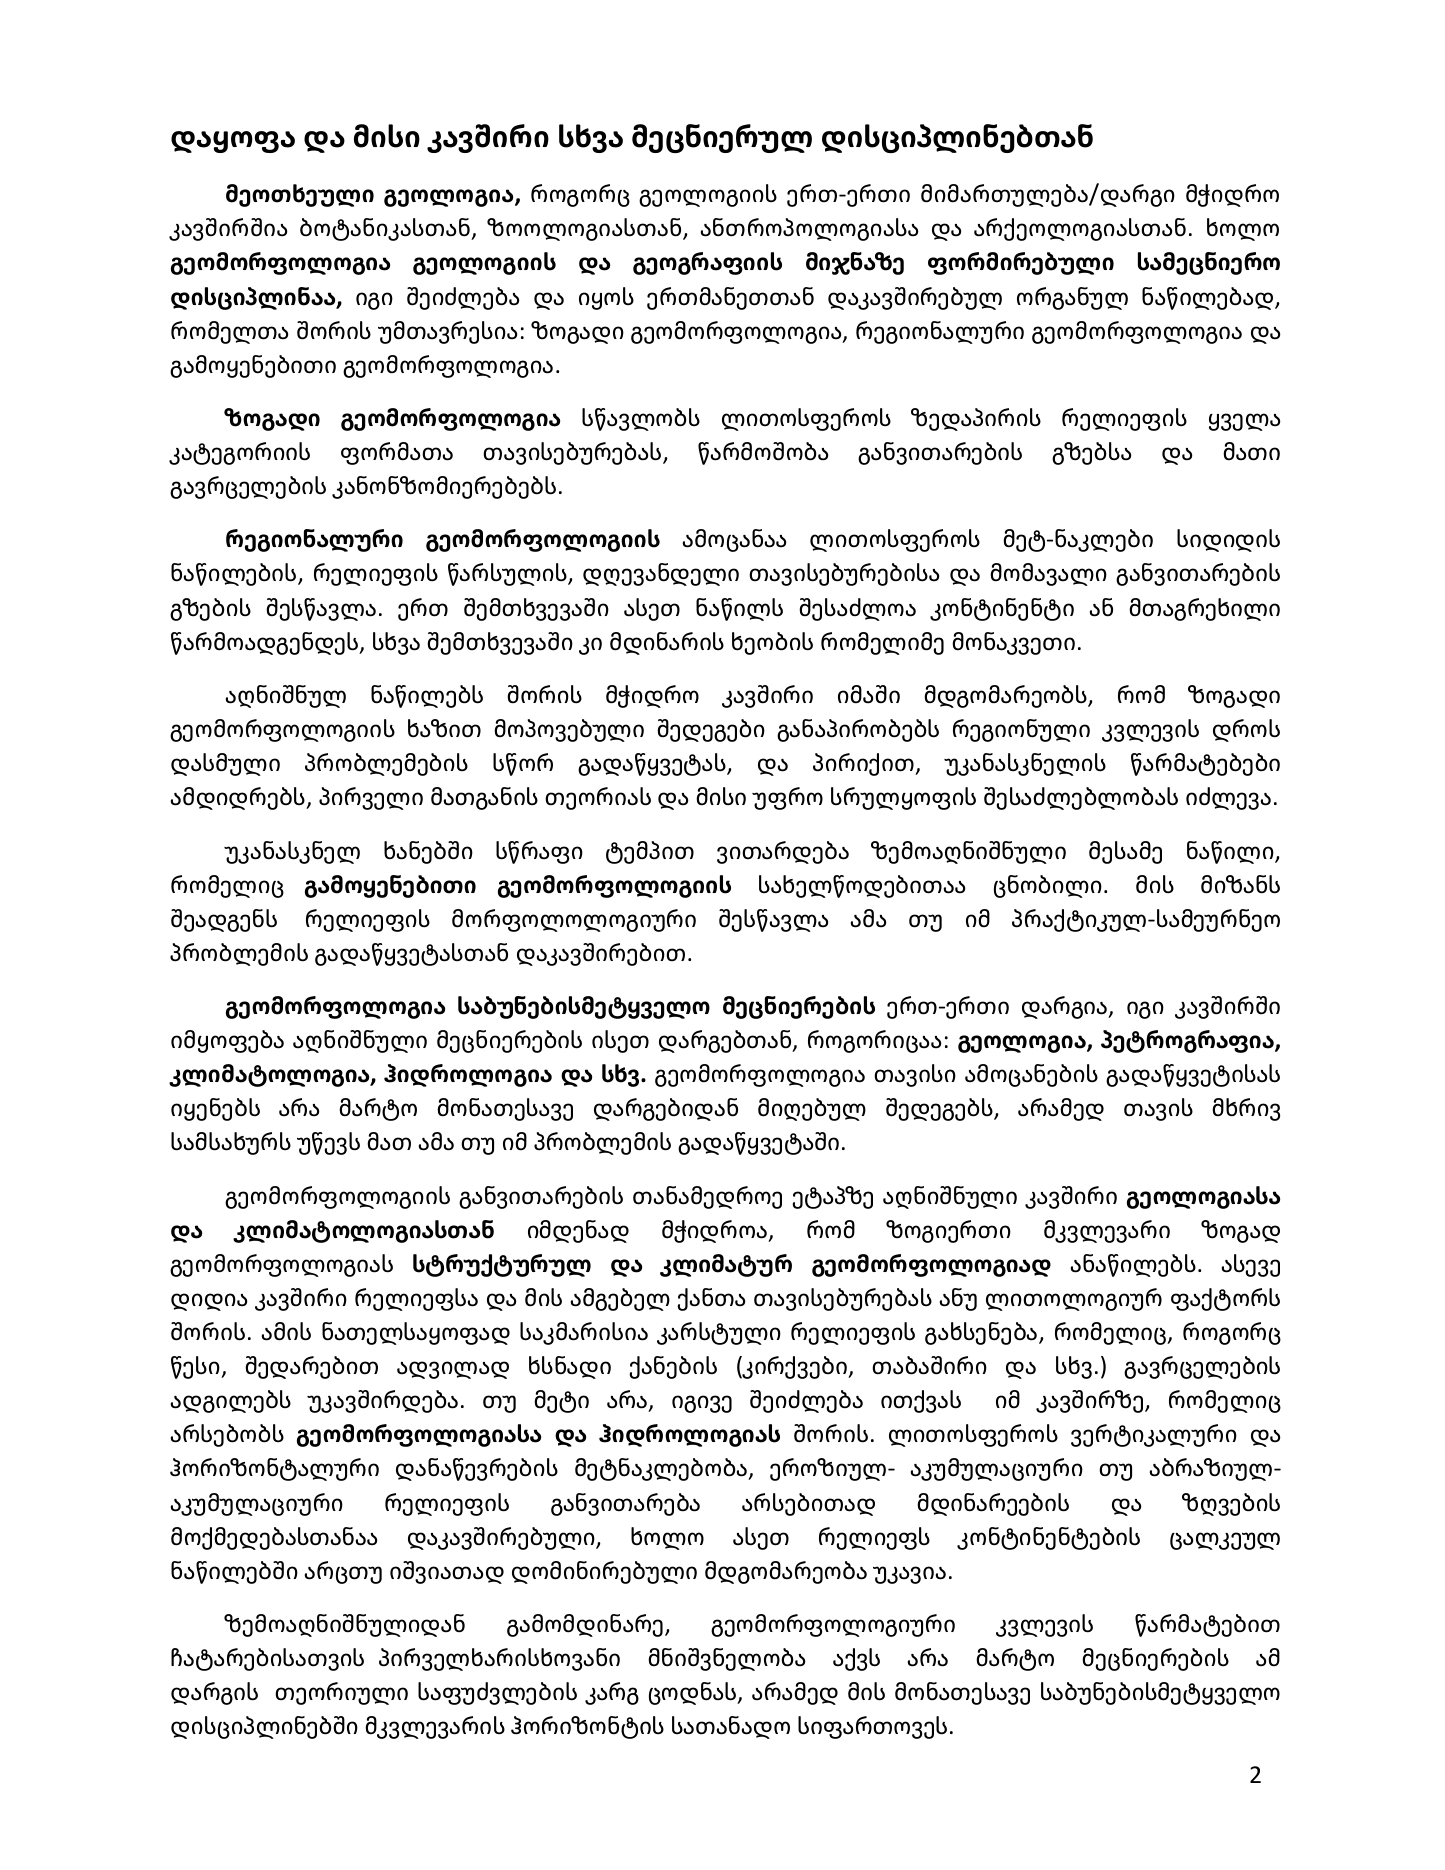 დაყოფა და მისი კავშირი სხვა მეცნიერულ დისციპლინებთან
მეოთხეული გეოლოგია, როგორც გეოლოგიის ერთ-ერთი მიმართულება/დარგი მჭიდრო
კავშირშია ბოტანიკასთან, ზოოლოგიასთან, ანთროპოლოგიასა და არქეოლოგიასთან. ხოლო
გეომორფოლოგია გეოლოგიის და გეოგრაფიის მიჯნაზე ფორმირებული სამეცნიერო
დისციპლინაა, იგი შეიძლება და იყოს ერთმანეთთან დაკავშირებულ ორგანულ ნაწილებად,
რომელთა შორის უმთავრესია: ზოგადი გეომორფოლოგია, რეგიონალური გეომორფოლოგია და
გამოყენებითი გეომორფოლოგია.
ზოგადი გეომორფოლოგია სწავლობს ლითოსფეროს ზედაპირის რელიეფის ყველა
კატეგორიის ფორმათა თავისებურებას, წარმოშობა განვითარების გზებსა და მათი
გავრცელების კანონზომიერებებს.
რეგიონალური გეომორფოლოგიის ამოცანაა ლითოსფეროს მეტ-ნაკლები სიდიდის
ნაწილების, რელიეფის წარსულის, დღევანდელი თავისებურებისა და მომავალი განვითარების
გზების შესწავლა. ერთ შემთხვევაში ასეთ ნაწილს შესაძლოა კონტინენტი ან მთაგრეხილი
წარმოადგენდეს, სხვა შემთხვევაში კი მდინარის ხეობის რომელიმე მონაკვეთი.
აღნიშნულ ნაწილებს შორის მჭიდრო კავშირი იმაში მდგომარეობს, რომ ზოგადი
გეომორფოლოგიის ხაზით მოპოვებული შედეგები განაპირობებს რეგიონული კვლევის დროს
დასმული პრობლემების სწორ გადაწყვეტას, და პირიქით, უკანასკნელის წარმატებები
ამდიდრებს, პირველი მათგანის თეორიას და მისი უფრო სრულყოფის შესაძლებლობას იძლევა.
უკანასკნელ ხანებში სწრაფი ტემპით ვითარდება ზემოაღნიშნული მესამე ნაწილი,
რომელიც გამოყენებითი გეომორფოლოგიის სახელწოდებითაა ცნობილი. მის მიზანს
შეადგენს რელიეფის მორფოლოლოგიური შესწავლა ამა თუ იმ პრაქტიკულ-სამეურნეო
პრობლემის გადაწყვეტასთან დაკავშირებით.
გეომორფოლოგია საბუნებისმეტყველო მეცნიერების ერთ-ერთი დარგია, იგი კავშირში
იმყოფება აღნიშნული მეცნიერების ისეთ დარგებთან, როგორიცაა: გეოლოგია, პეტროგრაფია,
კლიმატოლოგია, ჰიდროლოგია და სხვ. გეომორფოლოგია თავისი ამოცანების გადაწყვეტისას
იყენებს არა მარტო მონათესავე დარგებიდან მიღებულ შედეგებს, არამედ თავის მხრივ
სამსახურს უწევს მათ ამა თუ იმ პრობლემის გადაწყვეტაში.
გეომორფოლოგიის განვითარების თანამედროე ეტაპზე აღნიშნული კავშირი გეოლოგიასა
და კლიმატოლოგიასთან იმდენად მჭიდროა, რომ ზოგიერთი მკვლევარი ზოგად
გეომორფოლოგიას სტრუქტურულ და კლიმატურ გეომორფოლოგიად ანაწილებს. ასევე
დიდია კავშირი რელიეფსა და მის ამგებელ ქანთა თავისებურებას ანუ ლითოლოგიურ ფაქტორს
შორის. ამის ნათელსაყოფად საკმარისია კარსტული რელიეფის გახსენება, რომელიც, როგორც
წესი, შედარებით ადვილად ხსნადი ქანების (კირქვები, თაბაშირი და სხვ.) გავრცელების
ადგილებს უკავშირდება. თუ მეტი არა, იგივე შეიძლება ითქვას იმ კავშირზე, რომელიც
არსებობს გეომორფოლოგიასა და ჰიდროლოგიას შორის. ლითოსფეროს ვერტიკალური და
ჰორიზონტალური დანაწევრების მეტნაკლებობა, ეროზიულ- აკუმულაციური თუ აბრაზიულ-
აკუმულაციური რელიეფის განვითარება არსებითად მდინარეების და ზღვების
მოქმედებასთანაა დაკავშირებული, ხოლო ასეთ რელიეფს კონტინენტების ცალკეულ
ნაწილებში არცთუ იშვიათად დომინირებული მდგომარეობა უკავია.
ზემოაღნიშნულიდან გამომდინარე, გეომორფოლოგიური კვლევის წარმატებით
ჩატარებისათვის პირველხარისხოვანი მნიშვნელობა აქვს არა მარტო მეცნიერების ამ
დარგის თეორიული საფუძვლების კარგ ცოდნას, არამედ მის მონათესავე საბუნებისმეტყველო
დისციპლინებში მკვლევარის ჰორიზონტის სათანადო სიფართოვეს.
2